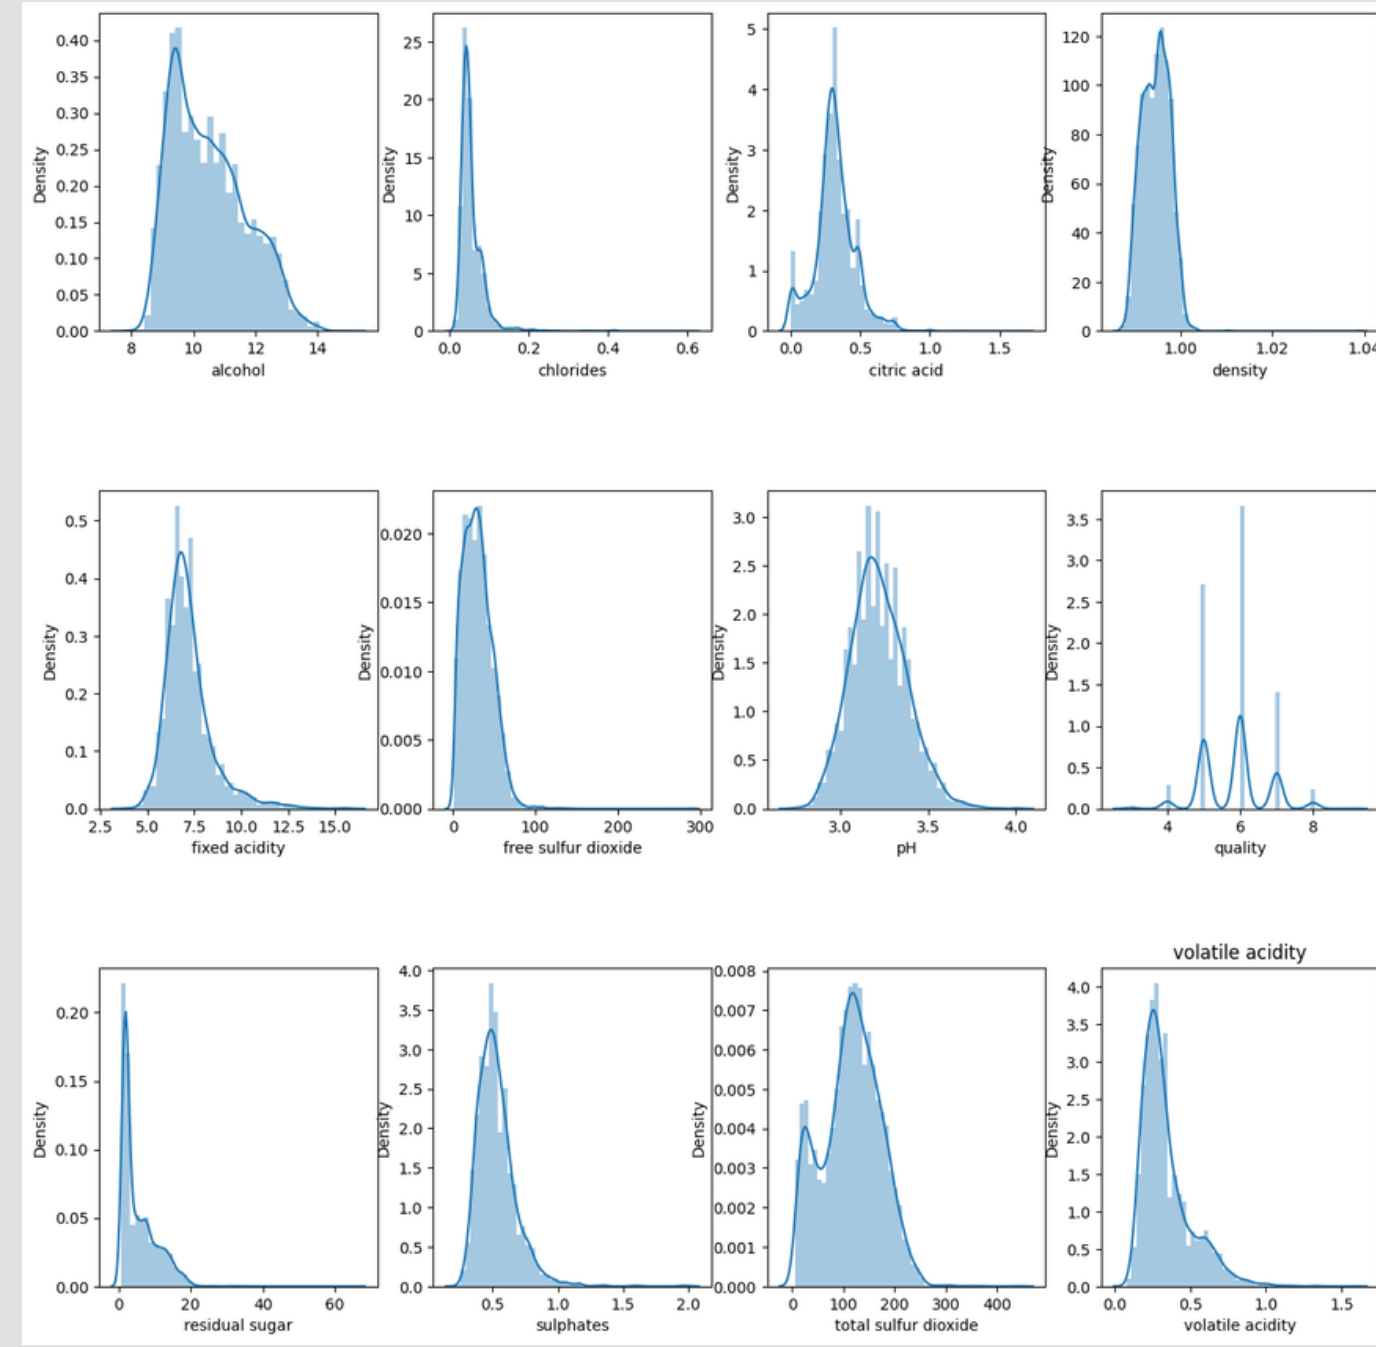 0.40
0.35
0.30
0.25
0.20
0.15
0.10
0.05
0.00
Density
8 10 12 14
alcohol
25
20
15
10
5
0
Density
0.0 0.2 0.4 0.6
chlorides
5
4
3
2
1
0
Density
0.0 0.5 1.0 1.5
citric acid
120
100
80
60
40
20
0
Density
1.00 1.02 1.04
density
0.5
0.4
0.3
0.2
0.1
0.0
Density
2.5 5.0 7.5 10.0 12.5 15.0
fixed acidity
0.020
0.015
0.010
0.005
0.000
Density
0 100 200 300
free sulfur dioxide
3.0
2.5
2.0
1.5
1.0
0.5
0.0
Density
3.0 3.5 4.0
pH
3.5
3.0
2.5
2.0
1.5
1.0
0.5
0.0
Density
4 6 8
quality
0.20
0.15
0.10
0.05
0.00
Density
0 20 40 60
residual sugar
4.0
3.5
3.0
2.5
2.0
1.5
1.0
0.5
0.0
Density
0.5 1.0 1.5 2.0
sulphates
0.008
0.007
0.006
0.005
0.004
0.003
0.002
0.001
0.000
Density
0 100 200 300 400
total sulfur dioxide
volatile acidity
4.0
3.5
3.0
2.5
2.0
1.5
1.0
0.5
0.0
Density
0.0 0.5 1.0 1.5
volatile acidity